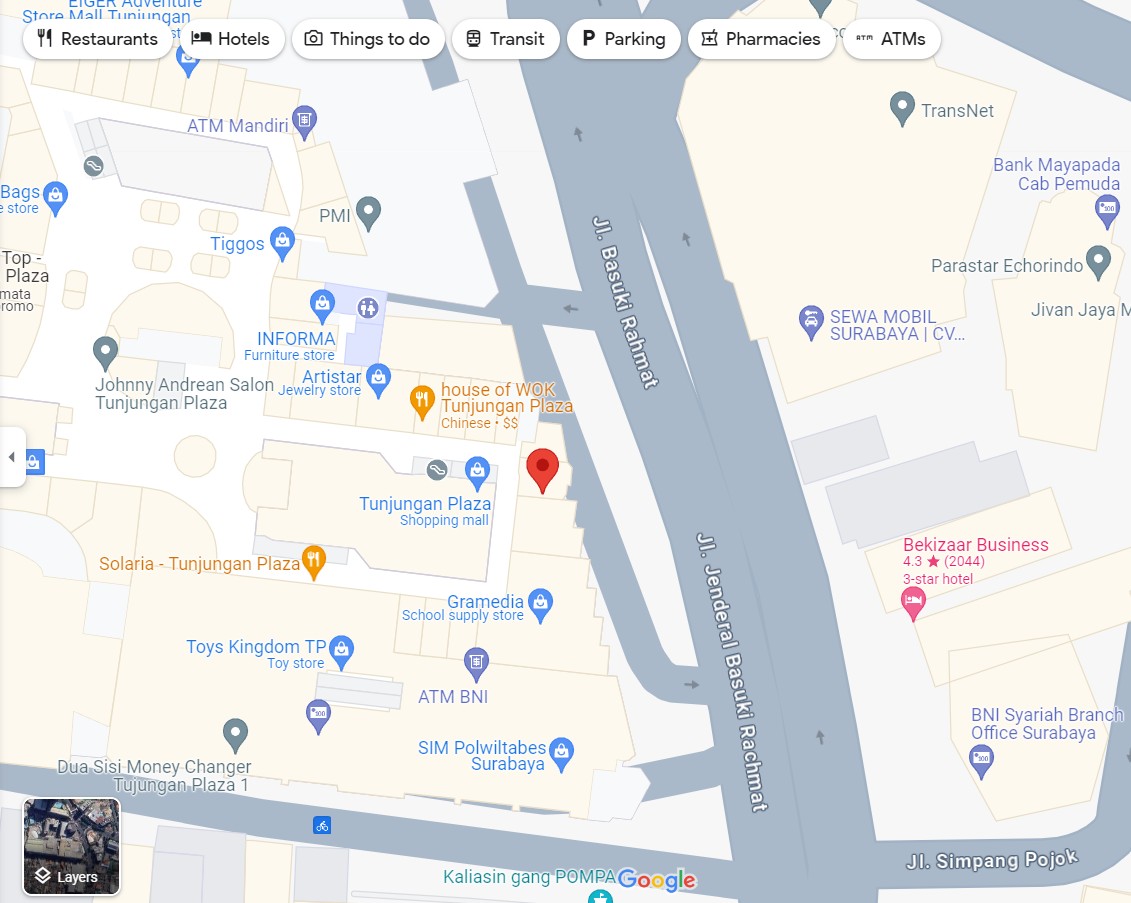 EIGER Adventure
Store Mall Tunjungan
Restaurants
Hotels
Things to do
Transit
Parking
Pharmacies
ATM
ATMs
ATM Mandiri
TransNet
Bank Mayapada
Cab Pemuda
Bags
e store
PMI
Tiggos
Top -
Plaza
mata
promo
Jl. Basuki Rahmat
Parastar Echorindo
Jivan Jaya M
INFORMA
Furniture store
SEWA MOBIL
SURABAYA | CV...
Johnny Andrean Salon
Tunjungan Plaza
Artistar
Jewelry store
house of WOK
Tunjungan Plaza
Chinese • $$
Tunjungan Plaza
Shopping mall
Solaria - Tunjungan Plaza
Jl. Jenderal Basuki Rachmat
Bekizaar Business
4.3 ★ (2044)
3-star hotel
Gramedia
School supply store
Toys Kingdom TP
Toy store
ATM BNI
BNI Syariah Branch
Office Surabaya
SIM Polwiltabes
Surabaya
Dua Sisi Money Changer
Tujungan Plaza 1
Layers
Kaliasin gang POMPA
Google
Jl. Simpang Pojok